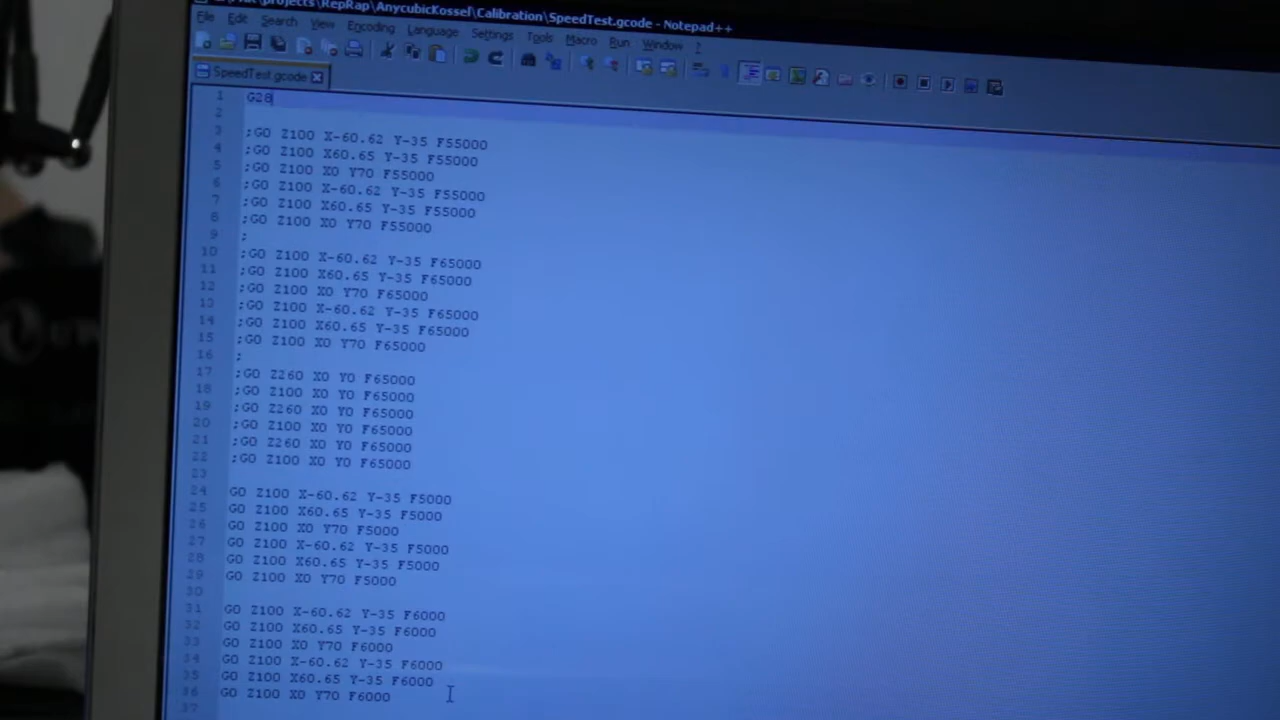 projects\RepRap\AnycubicKossel\Calibration\SpeedTest.gcode - Notepad++
File Edit Search View Encoding Language Settings Tools Macro Run Window ?
SpeedTest.gcode
1 G28
2
3 ;G0 Z100 X-60.62 Y-35 F55000
4 ;G0 Z100 X60.65 Y-35 F55000
5 ;G0 Z100 X0 Y70 F55000
6 ;G0 Z100 X-60.62 Y-35 F55000
7 ;G0 Z100 X60.65 Y-35 F55000
8 ;G0 Z100 X0 Y70 F55000
9 ;
10 ;G0 Z100 X-60.62 Y-35 F65000
11 ;G0 Z100 X60.65 Y-35 F65000
12 ;G0 Z100 X0 Y70 F65000
13 ;G0 Z100 X-60.62 Y-35 F65000
14 ;G0 Z100 X60.65 Y-35 F65000
15 ;G0 Z100 X0 Y70 F65000
16 ;
17 ;G0 Z260 X0 Y0 F65000
18 ;G0 Z100 X0 Y0 F65000
19 ;G0 Z260 X0 Y0 F65000
20 ;G0 Z100 X0 Y0 F65000
21 ;G0 Z260 X0 Y0 F65000
22 ;G0 Z100 X0 Y0 F65000
23
24 G0 Z100 X-60.62 Y-35 F5000
25 G0 Z100 X60.65 Y-35 F5000
26 G0 Z100 X0 Y70 F5000
27 G0 Z100 X-60.62 Y-35 F5000
28 G0 Z100 X60.65 Y-35 F5000
29 G0 Z100 X0 Y70 F5000
30
31 G0 Z100 X-60.62 Y-35 F6000
32 G0 Z100 X60.65 Y-35 F6000
33 G0 Z100 X0 Y70 F6000
34 G0 Z100 X-60.62 Y-35 F6000
35 G0 Z100 X60.65 Y-35 F6000
36 G0 Z100 X0 Y70 F6000
37